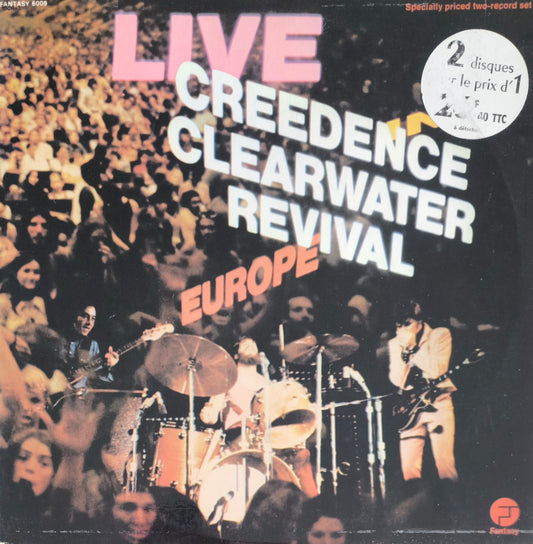 FANTASY 6009
Specially priced two-record set
LIVE
IN
CREEDENCE
CLEARWATER
REVIVAL
EUROPE
2 disques
le prix d'1
F
40 TTC
Fantasy